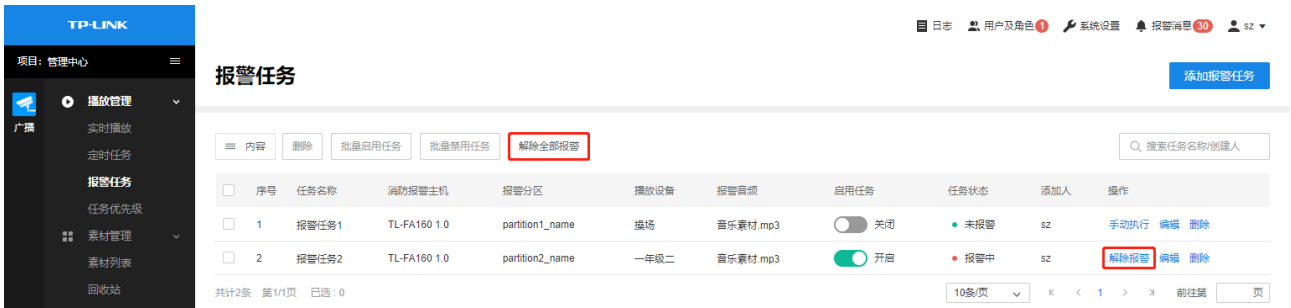 TP-LINK 日志 用户及角色 1 系统设置 报警消息 30 sz
项目：管理中心
报警任务 添加报警任务
广播
播放管理
实时播放
定时任务
报警任务
任务优先级
素材管理
素材列表
回收站
内容 删除 批量启用任务 批量禁用任务 解除全部报警 搜索任务名称/创建人
序号 任务名称 消防报警主机 报警分区 播放设备 报警音频 启用任务 任务状态 添加人 操作
1 报警任务1 TL-FA160 1.0 partition1_name 操场 音乐素材.mp3 关闭 未报警 sz 手动执行 编辑 删除
2 报警任务2 TL-FA160 1.0 partition2_name 一年级二 音乐素材.mp3 开启 报警中 sz 解除报警 编辑 删除
共计2条 第1/1页 已选：0 10条/页 1 前往第 页